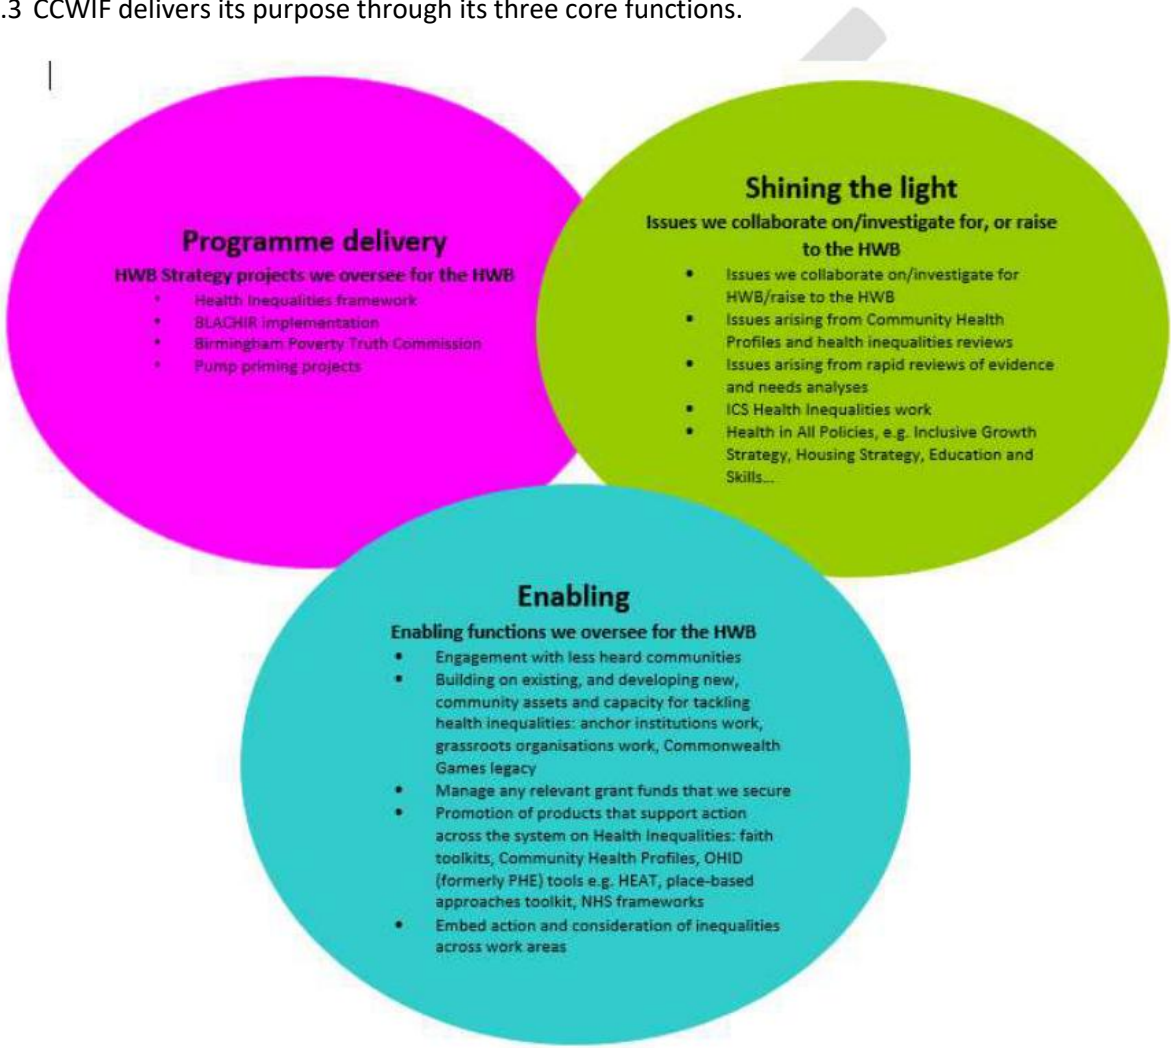 .3 CCWIF delivers its purpose through its three core functions.
Programme delivery
HWB Strategy projects we oversee for the HWB
• Health Inequalities framework
• BLACHIR implementation
• Birmingham Poverty Truth Commission
• Pump priming projects
Shining the light
Issues we collaborate on/investigate for, or raise
to the HWB
• Issues we collaborate on/investigate for
HWB/raise to the HWB
• Issues arising from Community Health
Profiles and health inequalities reviews
• Issues arising from rapid reviews of evidence
and needs analyses
• ICS Health Inequalities work
• Health in All Policies, e.g. Inclusive Growth
Strategy, Housing Strategy, Education and
Skills...
Enabling
Enabling functions we oversee for the HWB
• Engagement with less heard communities
• Building on existing, and developing new,
community assets and capacity for tackling
health inequalities: anchor institutions work,
grassroots organisations work, Commonwealth
Games legacy
• Manage any relevant grant funds that we secure
• Promotion of products that support action
across the system on Health Inequalities: faith
toolkits, Community Health Profiles, OHID
(formerly PHE) tools e.g. HEAT, place-based
approaches toolkit, NHS frameworks
• Embed action and consideration of inequalities
across work areas